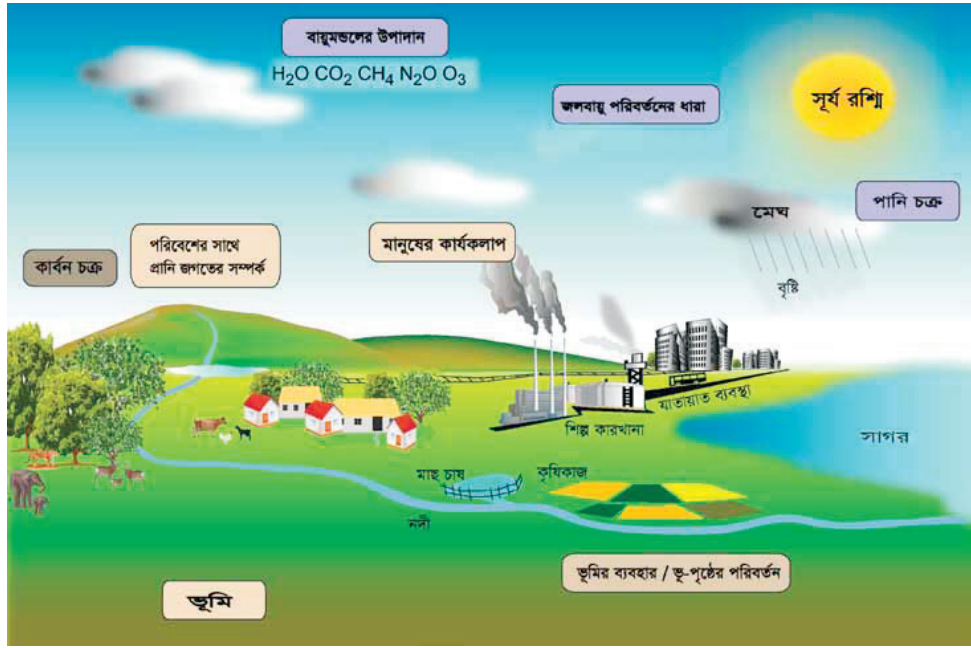 বায়ুমন্ডলের উপাদান
H₂O CO₂ CH₄ N₂O O₃
জলবায়ু পরিবর্তনের ধারা
সূর্য রশ্মি
পানি চক্র
মেঘ
বৃষ্টি
কার্বন চক্র
পরিবেশের সাথে
প্রানি জগতের সম্পর্ক
মানুষের কার্যকলাপ
যাতায়াত ব্যবস্থা
শিল্প কারখানা
সাগর
মাছ চাষ
কৃষিকাজ
নদী
ভূমির ব্যবহার / ভূ-পৃষ্ঠের পরিবর্তন
ভূমি